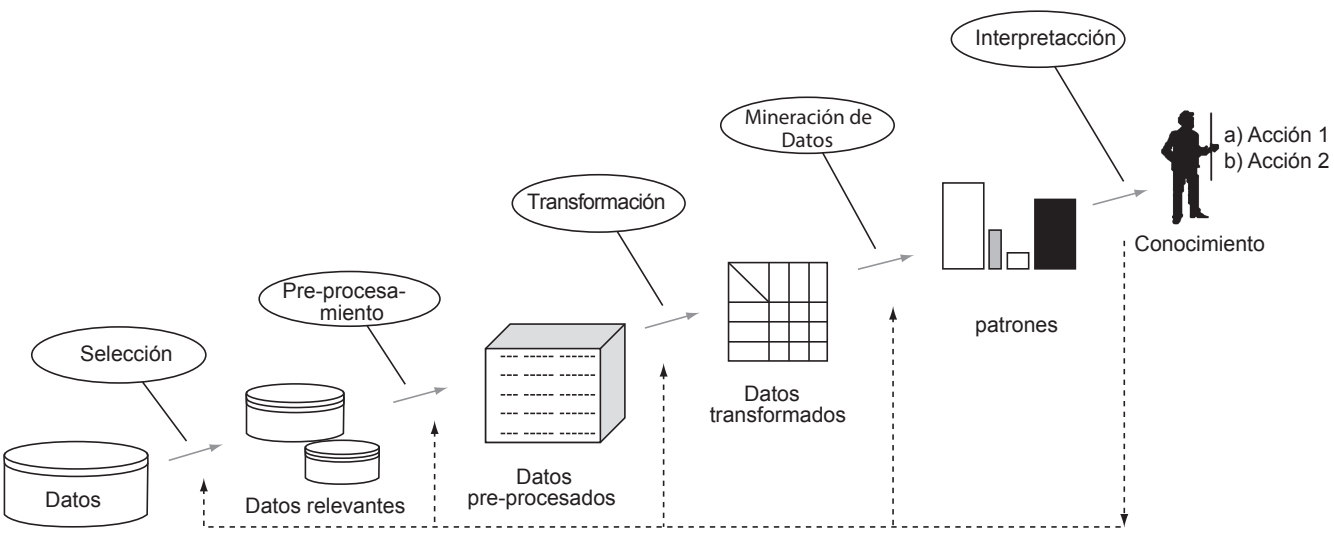 Interpretacción
a) Acción 1
b) Acción 2
Conocimiento
Mineración de
Datos
patrones
Transformación
Datos
transformados
Pre-procesa-
miento
Datos
pre-procesados
Selección
Datos relevantes
Datos